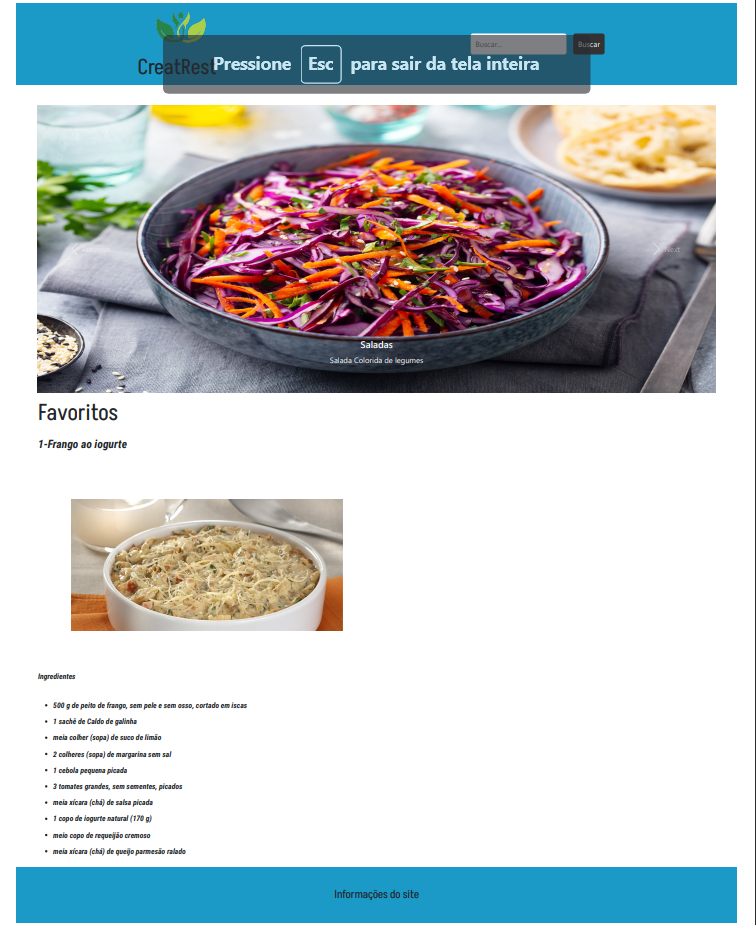 Buscar...
Buscar
CreatRest
Pressione Esc para sair da tela inteira
Next
Saladas
Salada Colorida de legumes
Favoritos
1-Frango ao iogurte
Ingredientes
• 500 g de peito de frango, sem pele e sem osso, cortado em iscas
• 1 sachê de Caldo de galinha
• meia colher (sopa) de suco de limão
• 2 colheres (sopa) de margarina sem sal
• 1 cebola pequena picada
• 3 tomates grandes, sem sementes, picados
• meia xícara (chá) de salsa picada
• 1 copo de iogurte natural (170 g)
• meio copo de requeijão cremoso
• meia xícara (chá) de queijo parmesão ralado
Informações do site